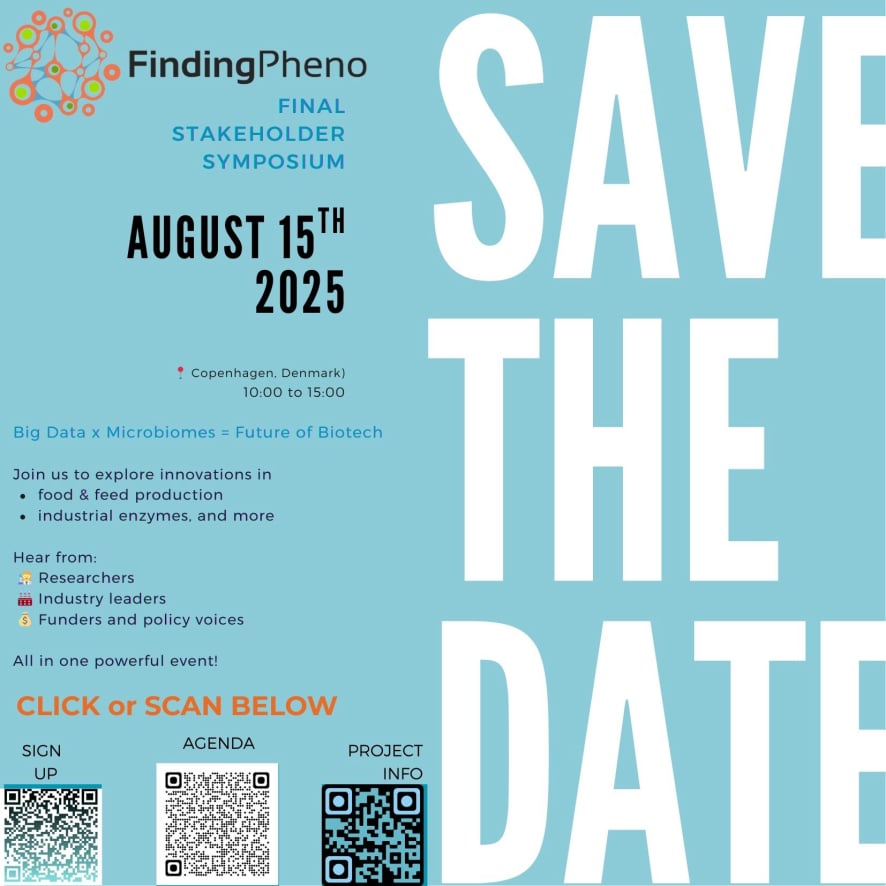 FindingPheno
FINAL
STAKEHOLDER
SYMPOSIUM
AUGUST 15TH
2025
Copenhagen, Denmark)
10:00 to 15:00
Big Data x Microbiomes = Future of Biotech
Join us to explore innovations in
• food & feed production
• industrial enzymes, and more
Hear from:
Researchers
Industry leaders
Funders and policy voices
All in one powerful event!
CLICK or SCAN BELOW
SIGN
UP
AGENDA
PROJECT
INFO
SAVE
THE
DATE